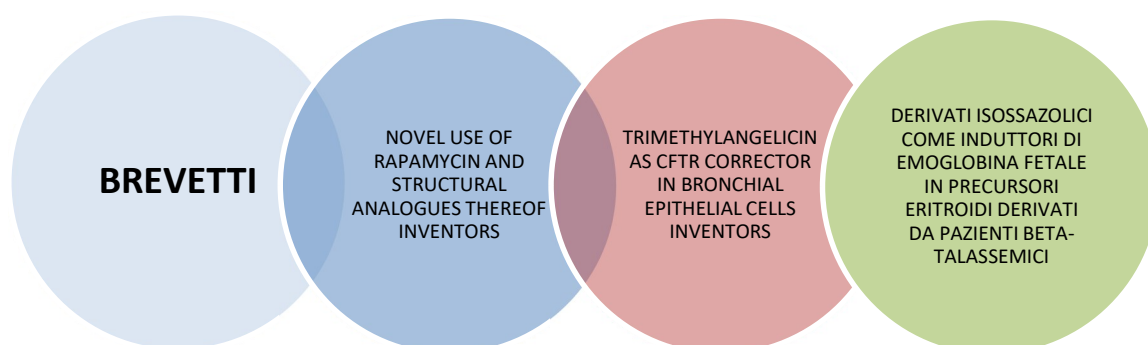 BREVETTI
NOVEL USE OF
RAPAMYCIN AND
STRUCTURAL
ANALOGUES THEREOF
INVENTORS
TRIMETHYLANGELICIN
AS CFTR CORRECTOR
IN BRONCHIAL
EPITHELIAL CELLS
INVENTORS
DERIVATI ISOSSAZOLICI
COME INDUTTORI DI
EMOGLOBINA FETALE
IN PRECURSORI
ERITROIDI DERIVATI
DA PAZIENTI BETA-
TALASSEMICI